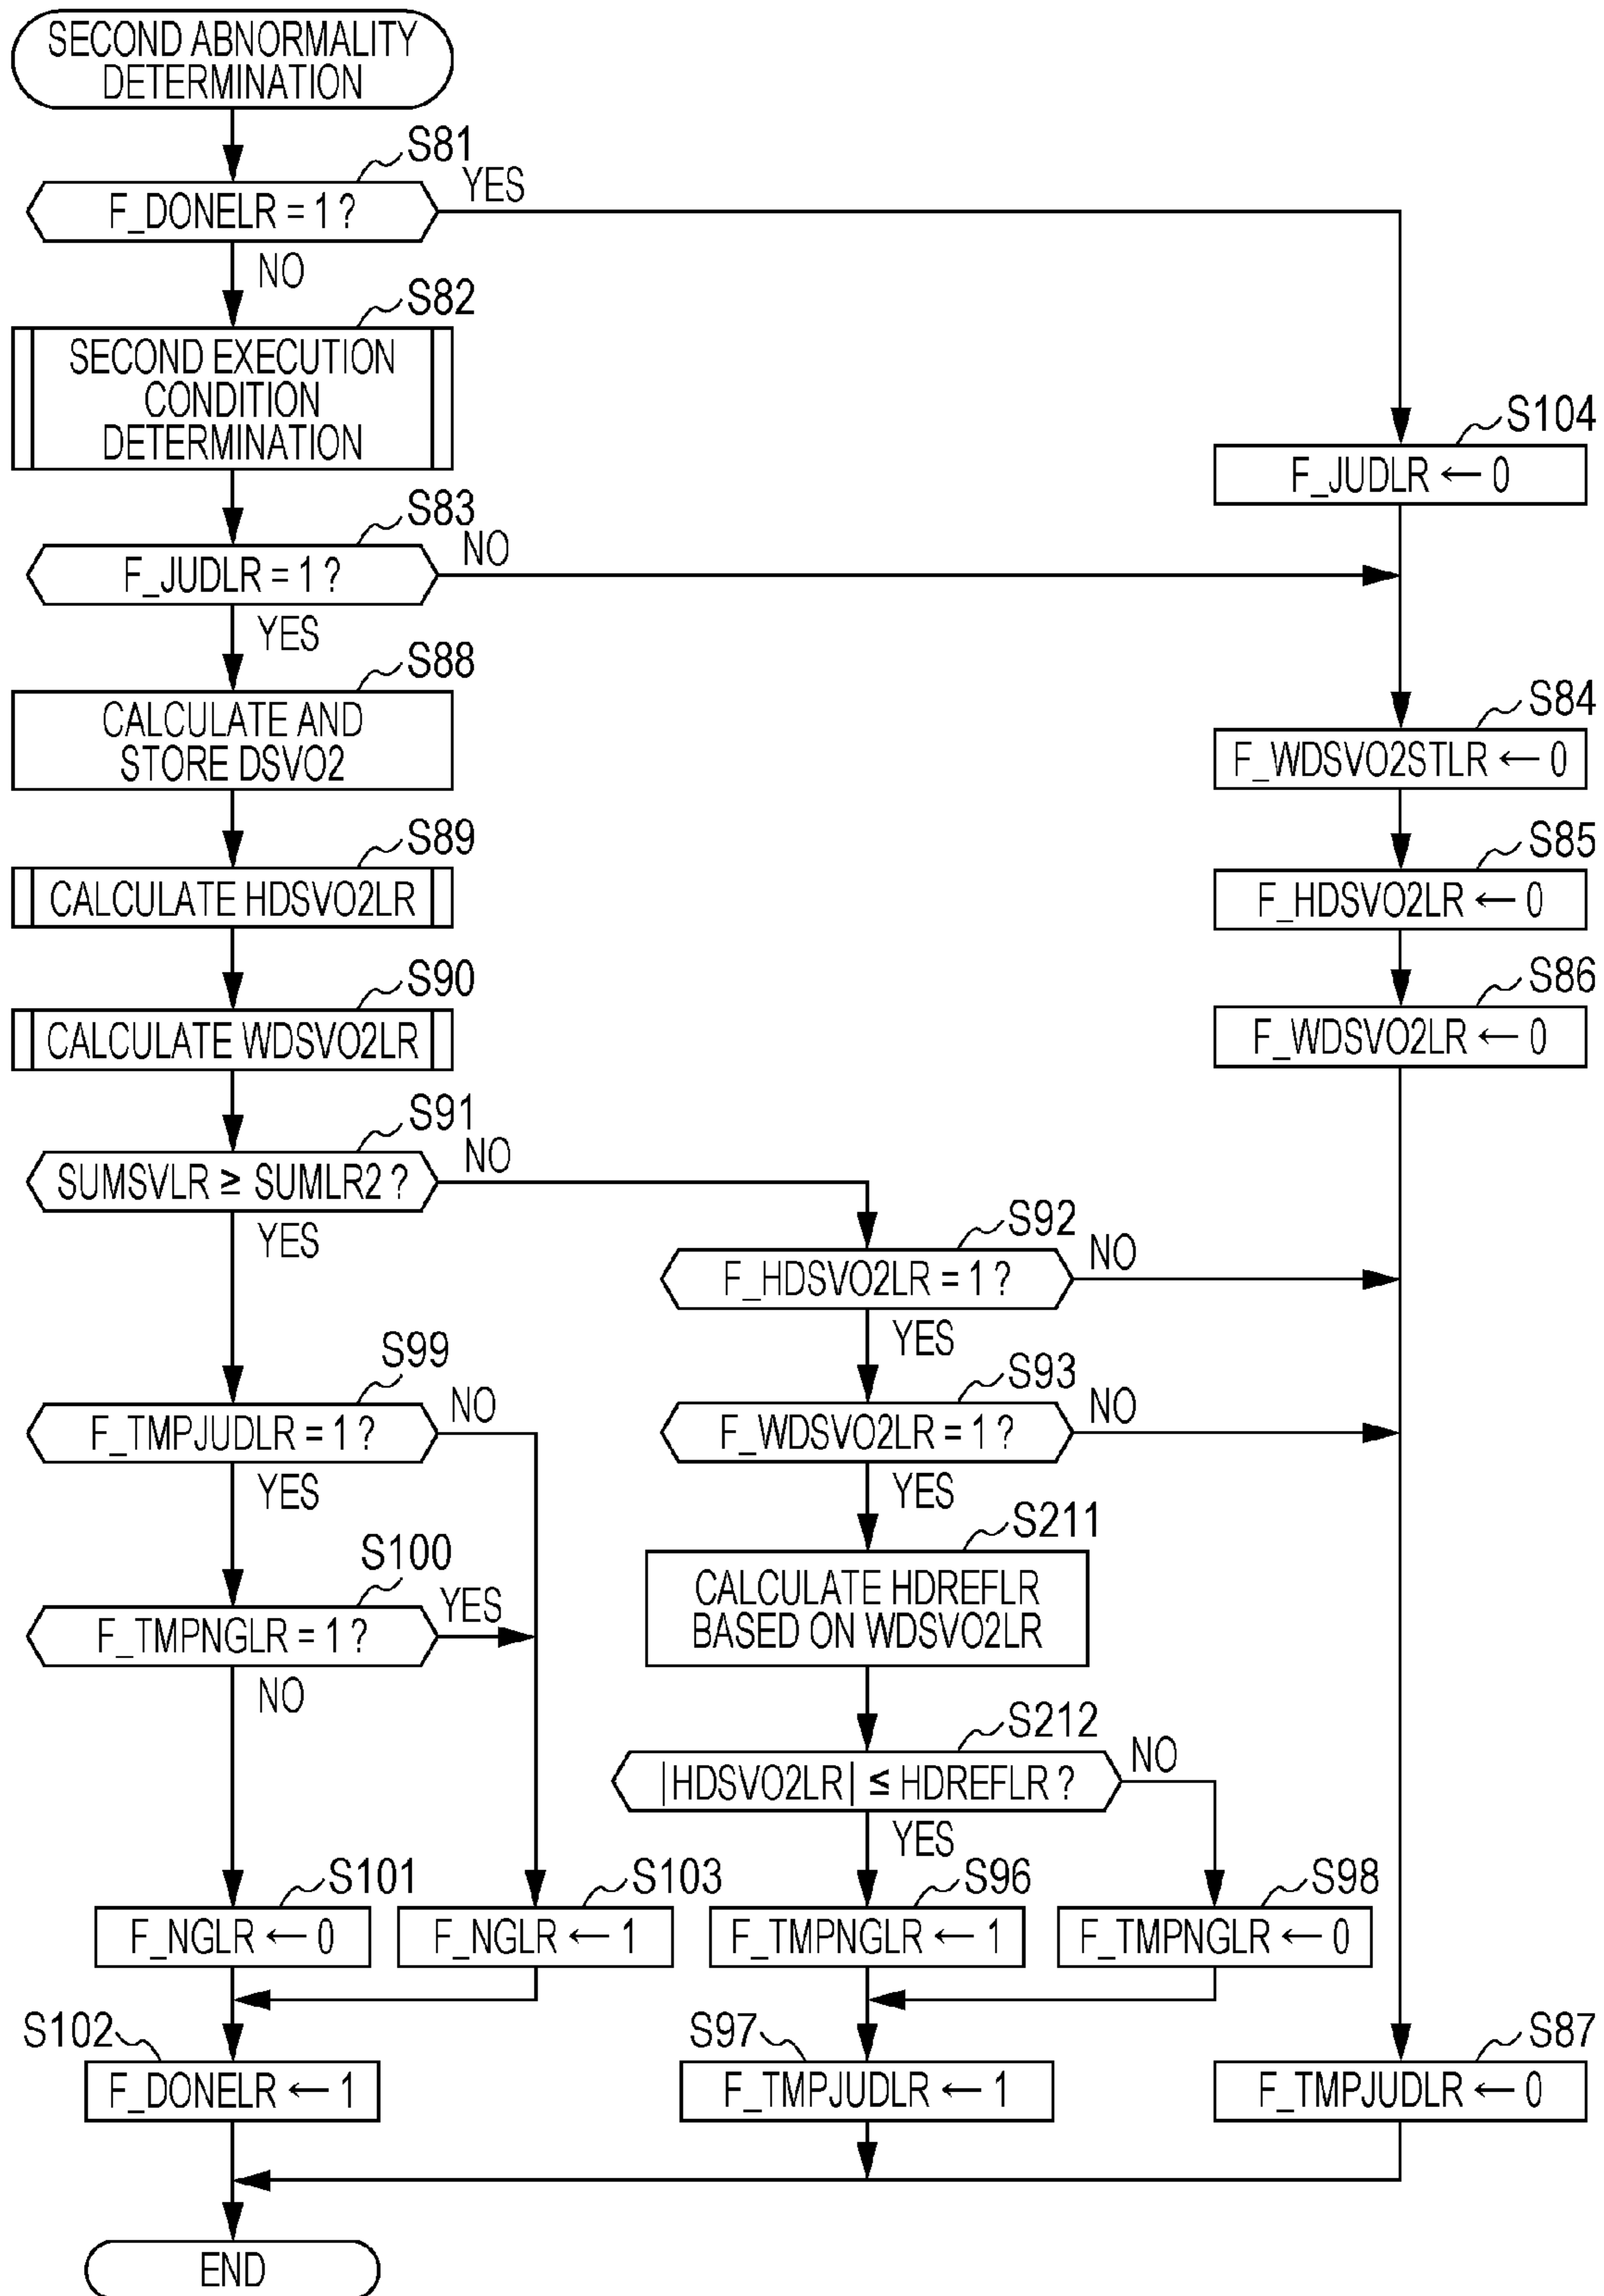 SECOND ABNORMALITY
DETERMINATION
S81
F_DONELR = 1 ?
YES
NO
S82
SECOND EXECUTION
CONDITION
DETERMINATION
S104
F_JUDLR ← 0
S83
F_JUDLR = 1 ?
NO
YES
S88
CALCULATE AND
STORE DSVO2
S84
F_WDSVO2STLR ← 0
S89
CALCULATE HDSVO2LR
S85
F_HDSVO2LR ← 0
S90
CALCULATE WDSVO2LR
S86
F_WDSVO2LR ← 0
S91
SUMSVLR ≥ SUMLR2 ?
NO
YES
S92
F_HDSVO2LR = 1 ?
NO
YES
S99
F_TMPJUDLR = 1 ?
NO
YES
S93
F_WDSVO2LR = 1 ?
NO
YES
S100
F_TMPNGLR = 1 ?
YES
NO
S211
CALCULATE HDREFLR
BASED ON WDSVO2LR
S212
|HDSVO2LR| ≤ HDREFLR ?
NO
YES
S101
F_NGLR ← 0
S103
F_NGLR ← 1
S96
F_TMPNGLR ← 1
S98
F_TMPNGLR ← 0
S102
F_DONELR ← 1
S97
F_TMPJUDLR ← 1
S87
F_TMPJUDLR ← 0
END